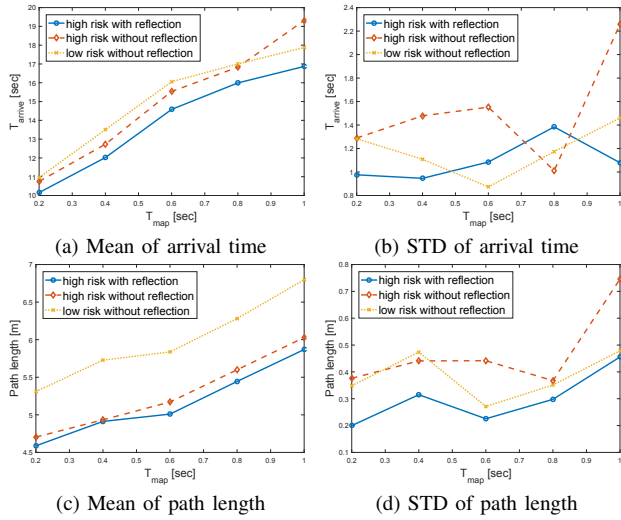 20
19
18
17
16
15
14
13
12
11
10
T_arrive [sec]
high risk with reflection
high risk without reflection
low risk without reflection
0.2 0.3 0.4 0.5 0.6 0.7 0.8 0.9 1
T_map [sec]
(a) Mean of arrival time
2.4
2.2
2
1.8
1.6
1.4
1.2
1
0.8
T_arrive [sec]
high risk with reflection
high risk without reflection
low risk without reflection
0.2 0.3 0.4 0.5 0.6 0.7 0.8 0.9 1
T_map [sec]
(b) STD of arrival time
7
6.5
6
5.5
5
4.5
Path length [m]
high risk with reflection
high risk without reflection
low risk without reflection
0.2 0.3 0.4 0.5 0.6 0.7 0.8 0.9 1
T_map [sec]
(c) Mean of path length
0.8
0.7
0.6
0.5
0.4
0.3
0.2
0.1
Path length [m]
high risk with reflection
high risk without reflection
low risk without reflection
0.2 0.3 0.4 0.5 0.6 0.7 0.8 0.9 1
T_map [sec]
(d) STD of path length